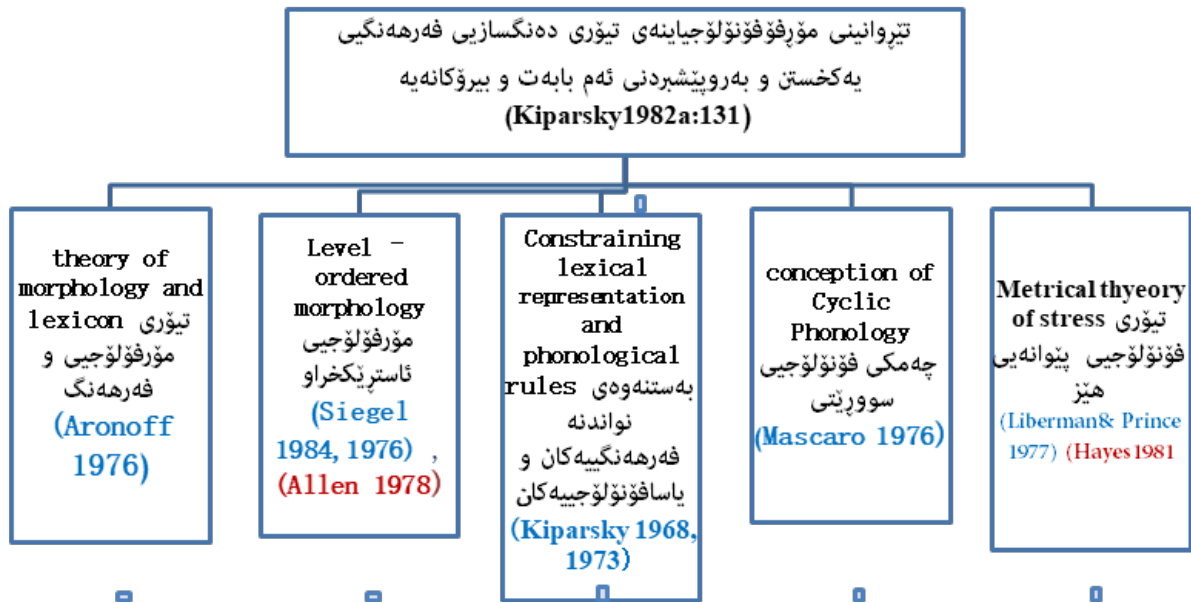 تێڕوانینی مۆڕفۆفۆنۆلۆجیاینەی تیۆری دەنگسازیی فەرهەنگیی
یەکخستن و بەروپێشبردنی ئەم بابەت و بیرۆکانەیە
(Kiparsky1982a:131)
theory of
morphology and
lexicon تیۆری
مۆرفۆلۆجیی و
فەرهەنگ
(Aronoff
1976)
Level –
ordered
morphology
مۆرفۆلۆجیی
ئاسترێکخراو
(Siegel
1984, 1976) ,
(Allen 1978)
Constraining
lexical
representation
and
phonological
rules بەستنەوەی
نواندنە
فەرهەنگییەکان و
یاسافۆنۆلۆجییەکان
(Kiparsky 1968,
1973)
conception of
Cyclic
Phonology
چەمکی فۆنۆلۆجیی
سووڕێتی
(Mascaro 1976)
Metrical thyeory
of stress تیۆری
فۆنۆلۆجیی پێوانەیی
هێز
(Liberman& Prince
1977) (Hayes 1981